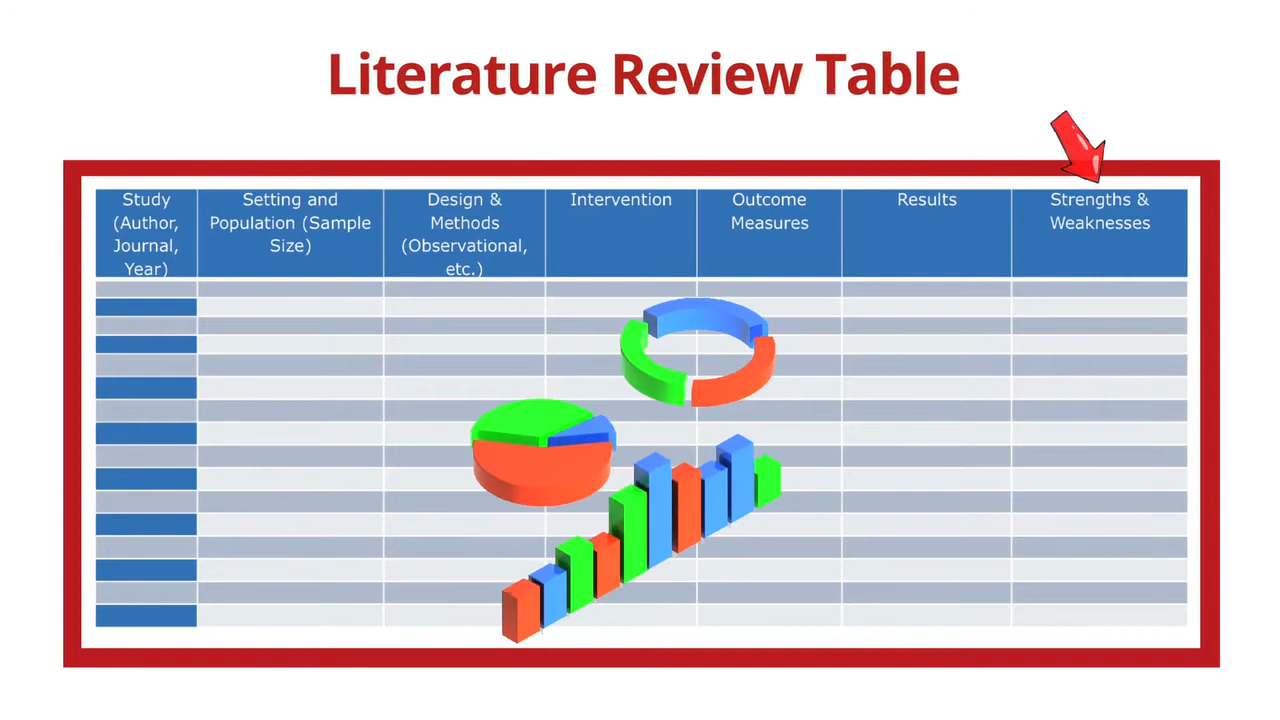 Literature Review Table
Study
(Author,
Journal,
Year)
Setting and
Population (Sample
Size)
Design &
Methods
(Observational,
etc.)
Intervention
Outcome
Measures
Results
Strengths &
Weaknesses